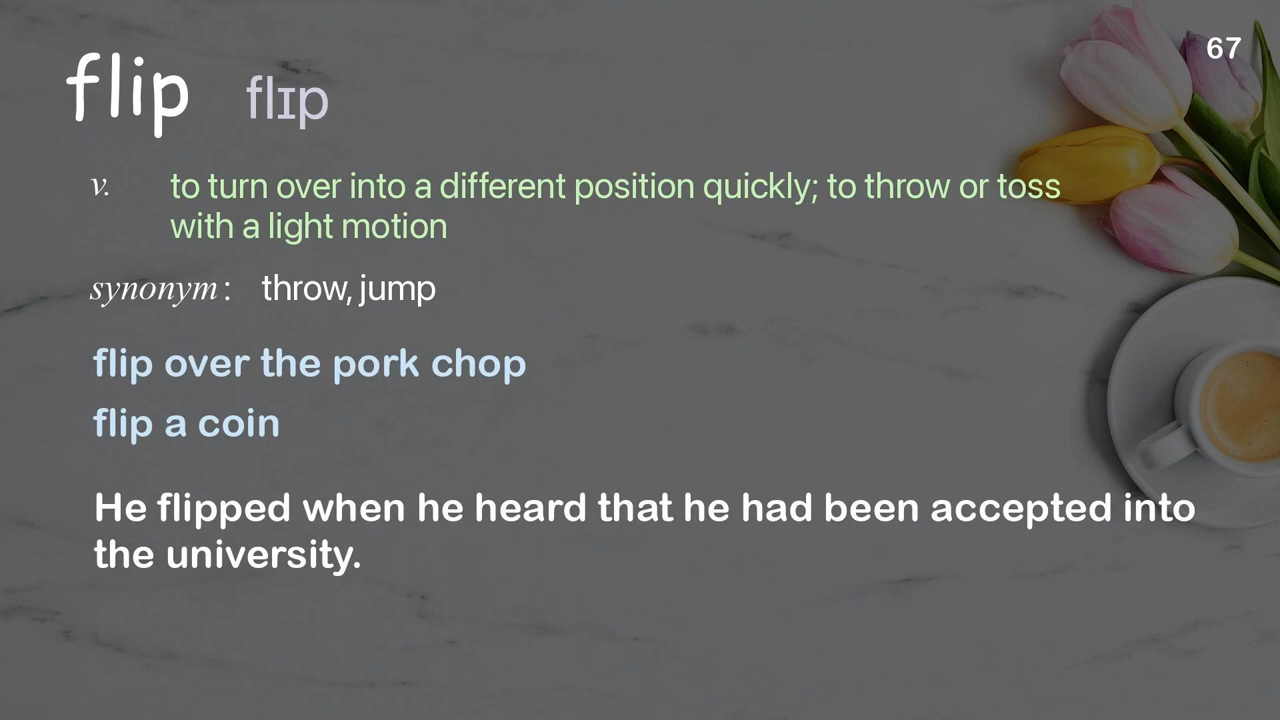 67
flip flɪp
v. to turn over into a different position quickly; to throw or toss
with a light motion
synonym: throw, jump
flip over the pork chop
flip a coin
He flipped when he heard that he had been accepted into
the university.